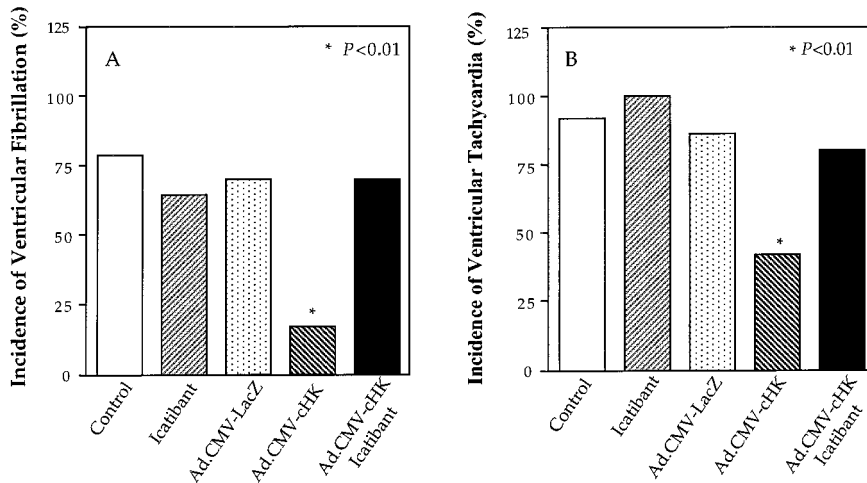 Incidence of Ventricular Fibrillation (%)
125
100
75
50
25
0
A
* P<0.01
*
Control
Icatibant
Ad.CMV-LacZ
Ad.CMV-cHK
Ad.CMV-cHK
Icatibant
Incidence of Ventricular Tachycardia (%)
125
100
75
50
25
0
B
* P<0.01
*
Control
Icatibant
Ad.CMV-LacZ
Ad.CMV-cHK
Ad.CMV-cHK
Icatibant